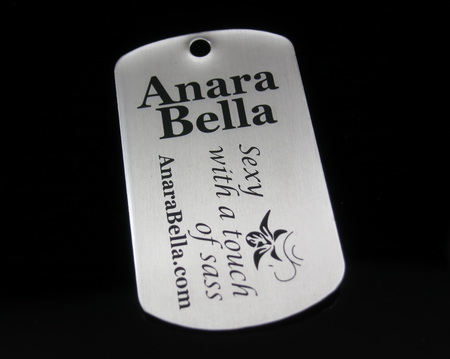 Anara
Bella
Sexy
with a touch
of sass
AnaraBella.com